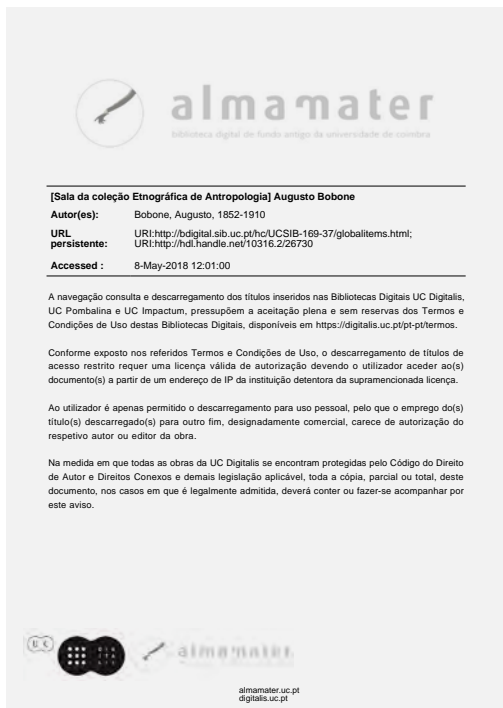 almamater
biblioteca digital de fundo antigo da universidade de coimbra
[Sala da coleção Etnográfica de Antropologia] Augusto Bobone
Autor(es): Bobone, Augusto, 1852-1910
URL persistente: URI:http://bdigital.sib.uc.pt/hc/UCSIB-169-37/globalitems.html;
URI:http://hdl.handle.net/10316.2/26730
Accessed : 8-May-2018 12:01:00
A navegação consulta e descarregamento dos títulos inseridos nas Bibliotecas Digitais UC Digitalis,
UC Pombalina e UC Impactum, pressupõem a aceitação plena e sem reservas dos Termos e
Condições de Uso destas Bibliotecas Digitais, disponíveis em https://digitalis.uc.pt/pt-pt/termos.
Conforme exposto nos referidos Termos e Condições de Uso, o descarregamento de títulos de
acesso restrito requer uma licença válida de autorização devendo o utilizador aceder ao(s)
documento(s) a partir de um endereço de IP da instituição detentora da supramencionada licença.
Ao utilizador é apenas permitido o descarregamento para uso pessoal, pelo que o emprego do(s)
título(s) descarregado(s) para outro fim, designadamente comercial, carece de autorização do
respetivo autor ou editor da obra.
Na medida em que todas as obras da UC Digitalis se encontram protegidas pelo Código do Direito
de Autor e Direitos Conexos e demais legislação aplicável, toda a cópia, parcial ou total, deste
documento, nos casos em que é legalmente admitida, deverá conter ou fazer-se acompanhar por
este aviso.
U C
almamater
almamater.uc.pt
digitalis.uc.pt